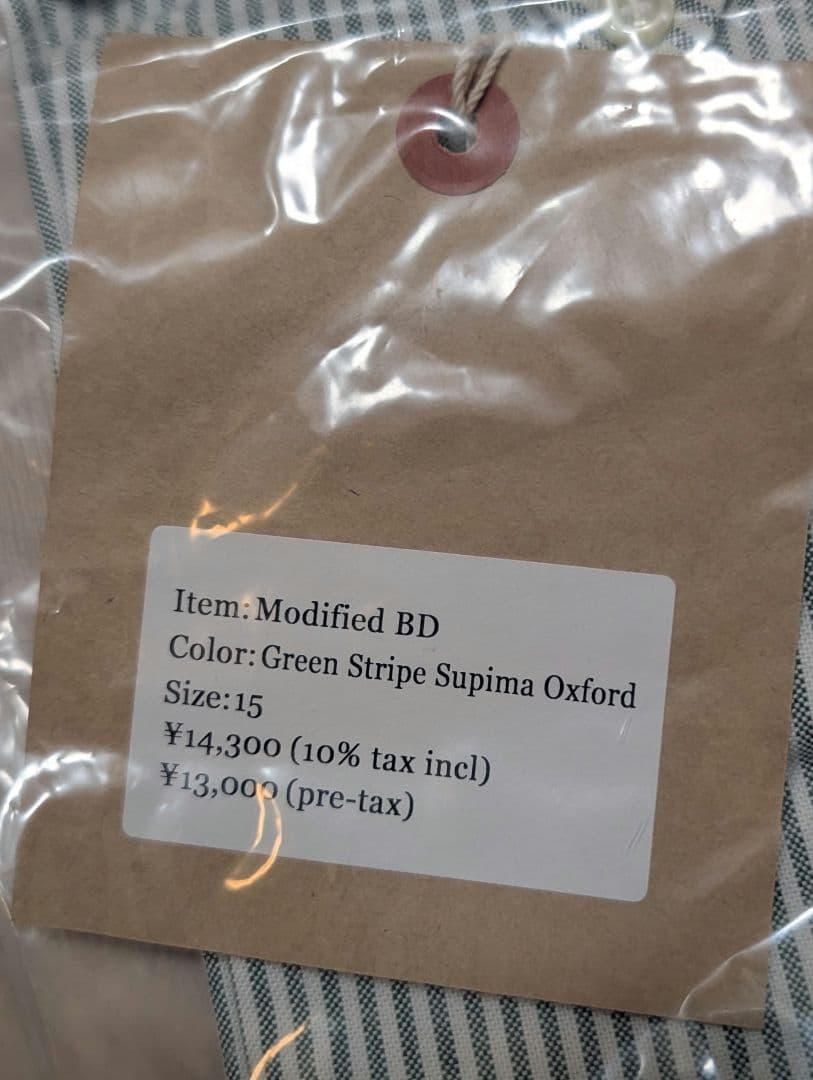 Item: Modified BD
Color: Green Stripe Supima Oxford
Size: 15
¥14,300 (10% tax incl)
¥13,000 (pre-tax)